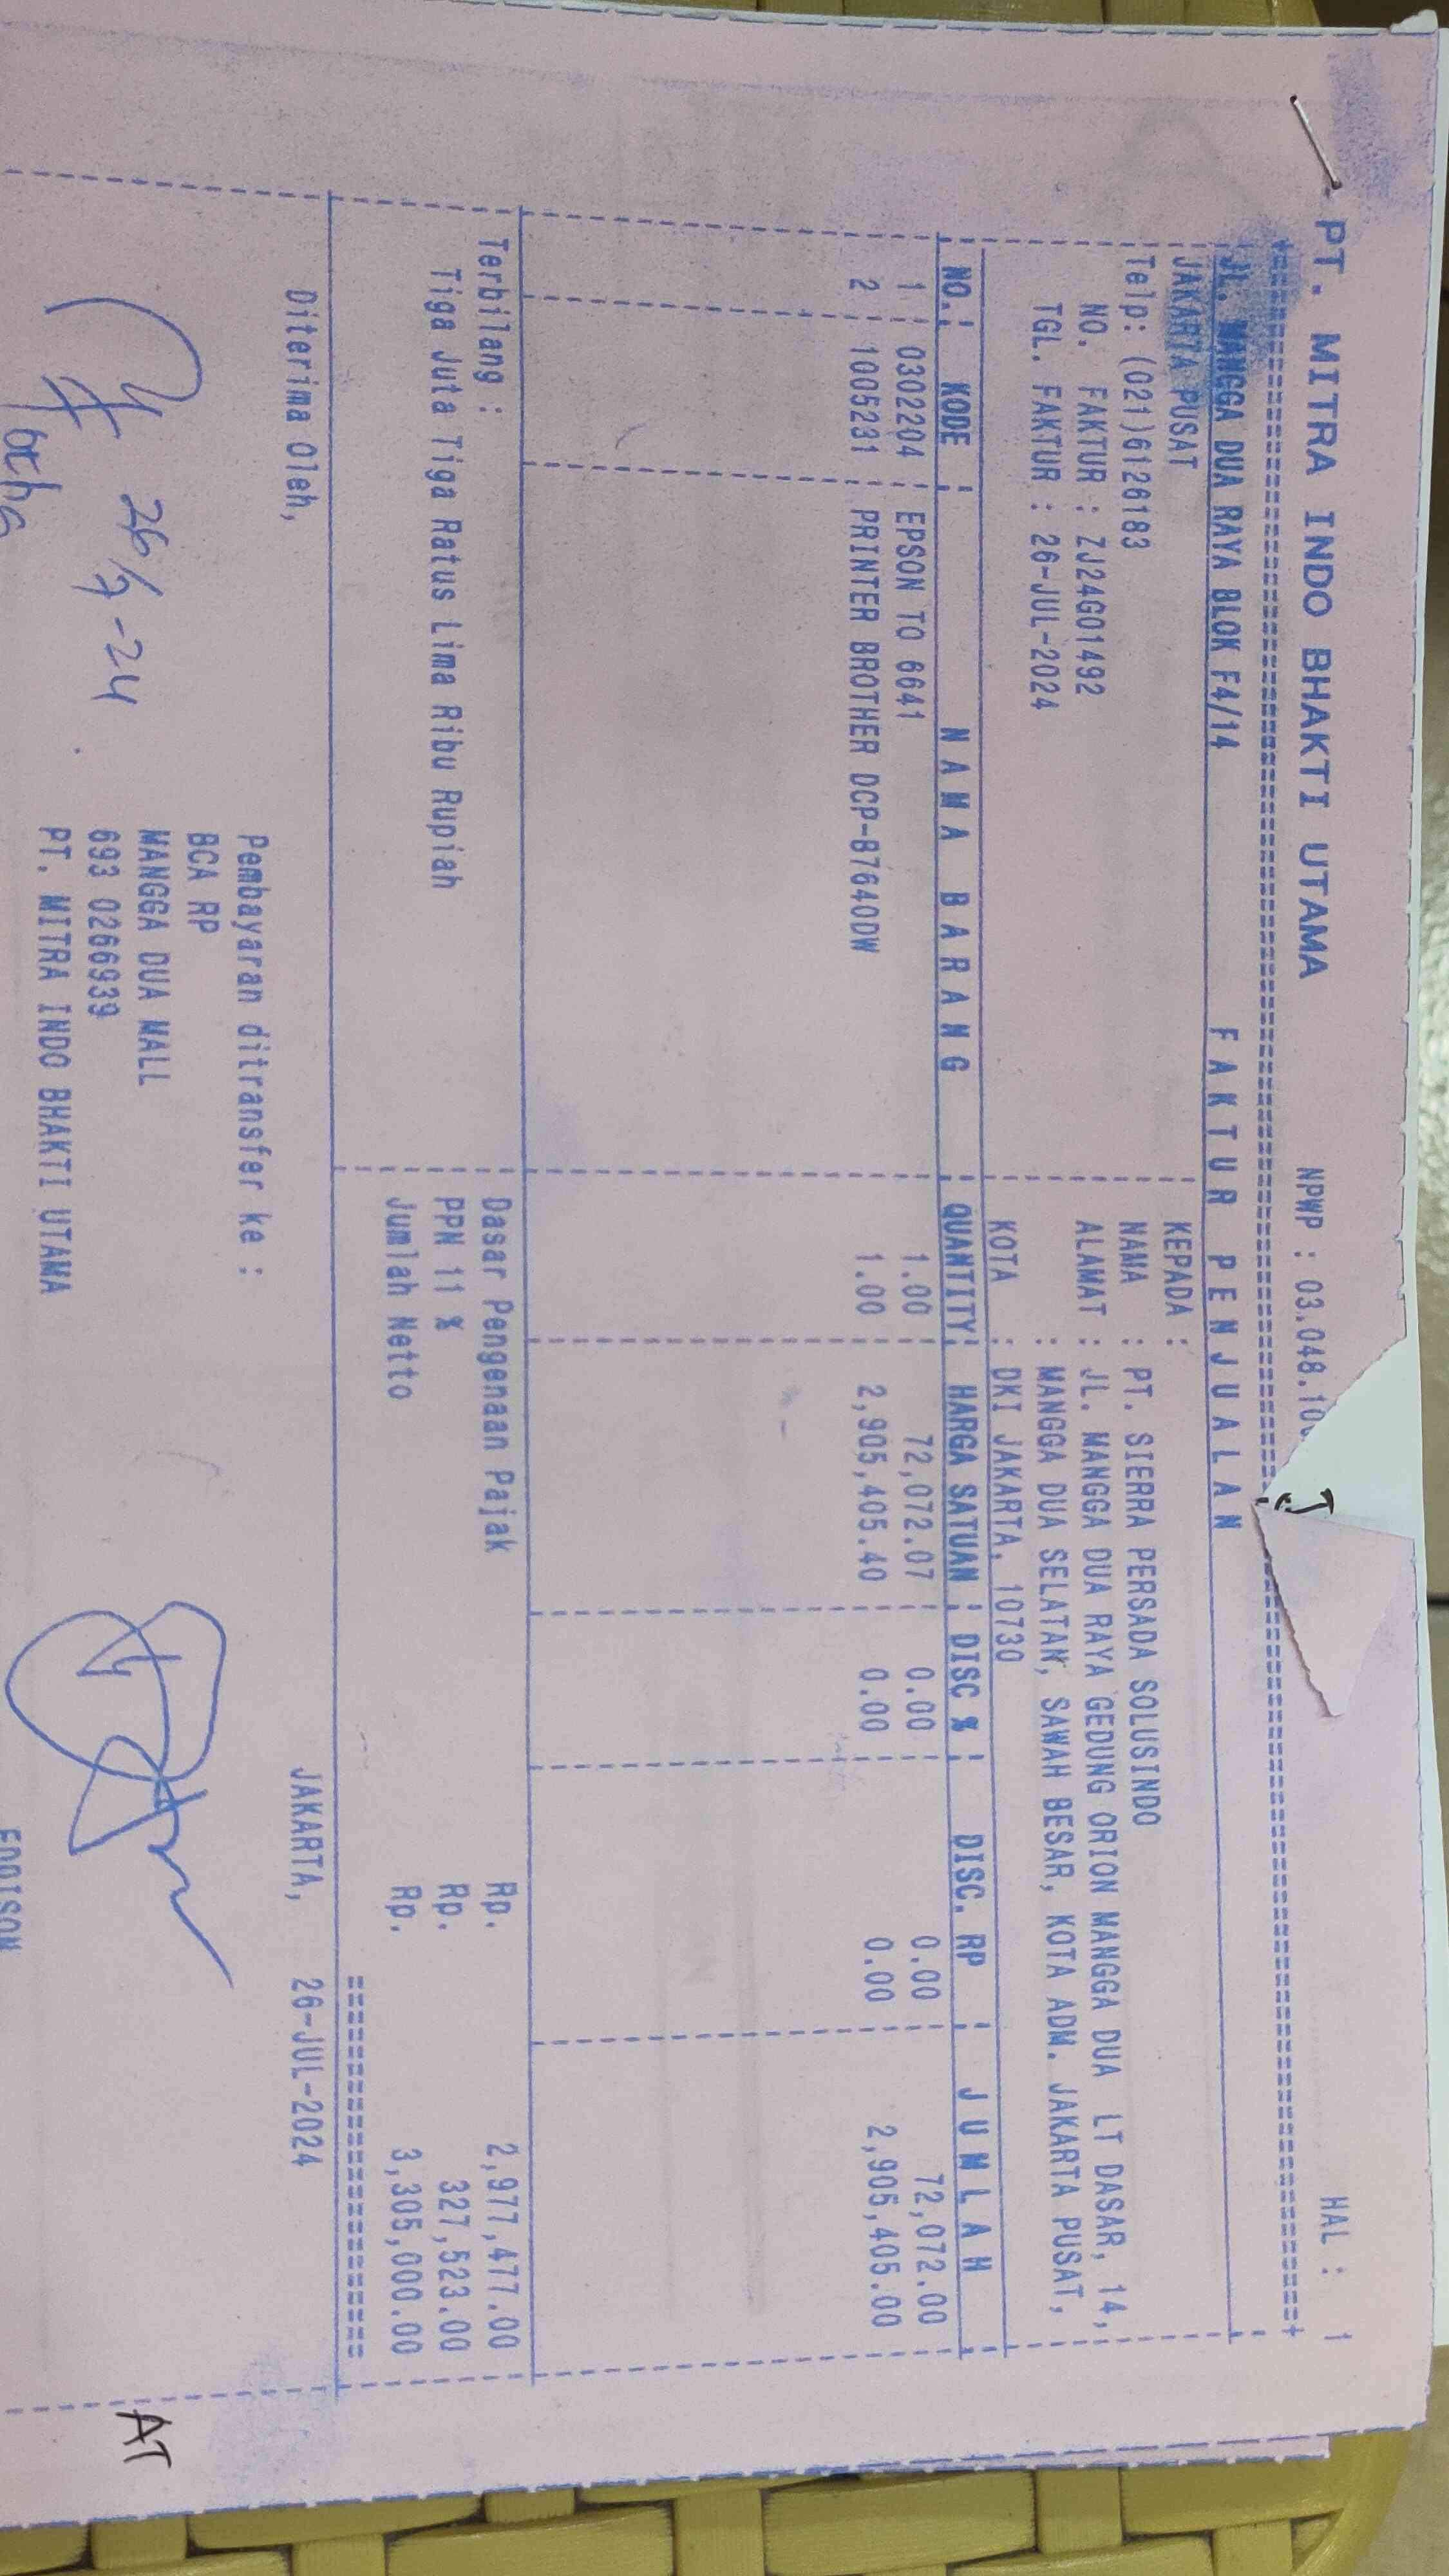 PT. MITRA INDO BHAKTI UTAMA NPWP : 03.048.10 HAL : 1
JL. MANGGA DUA RAYA BLOK F4/14 F A K T U R P E N J U A L A N
JAKARTA PUSAT KEPADA :
Telp: (021)6126183 NAMA : PT. SIERRA PERSADA SOLUSINDO
NO. FAKTUR : ZJ24G01492 ALAMAT : JL. MANGGA DUA RAYA GEDUNG ORION MANGGA DUA LT DASAR, 14,
TGL. FAKTUR : 26-JUL-2024 : MANGGA DUA SELATAN, SAWAH BESAR, KOTA ADM. JAKARTA PUSAT,
KOTA : DKI JAKARTA, 10730
NO. KODE N A M A B A R A N G QUANTITY HARGA SATUAN DISC % DISC. RP J U M L A H
1 0302204 EPSON TO 6641 1.00 72,072.07 0.00 0.00 72,072.00
2 1005231 PRINTER BROTHER DCP-B7640DW 1.00 2,905,405.40 0.00 0.00 2,905,405.00
Terbilang : Dasar Pengenaan Pajak Rp. 2,977,477.00
Tiga Juta Tiga Ratus Lima Ribu Rupiah PPN 11 % Rp. 327,523.00
Jumlah Netto Rp. 3,305,000.00
Diterima Oleh, JAKARTA, 26-JUL-2024
Pembayaran ditransfer ke :
BCA RP
MANGGA DUA MALL
693 0266939
PT. MITRA INDO BHAKTI UTAMA
26/7-24
AT
EDDISON